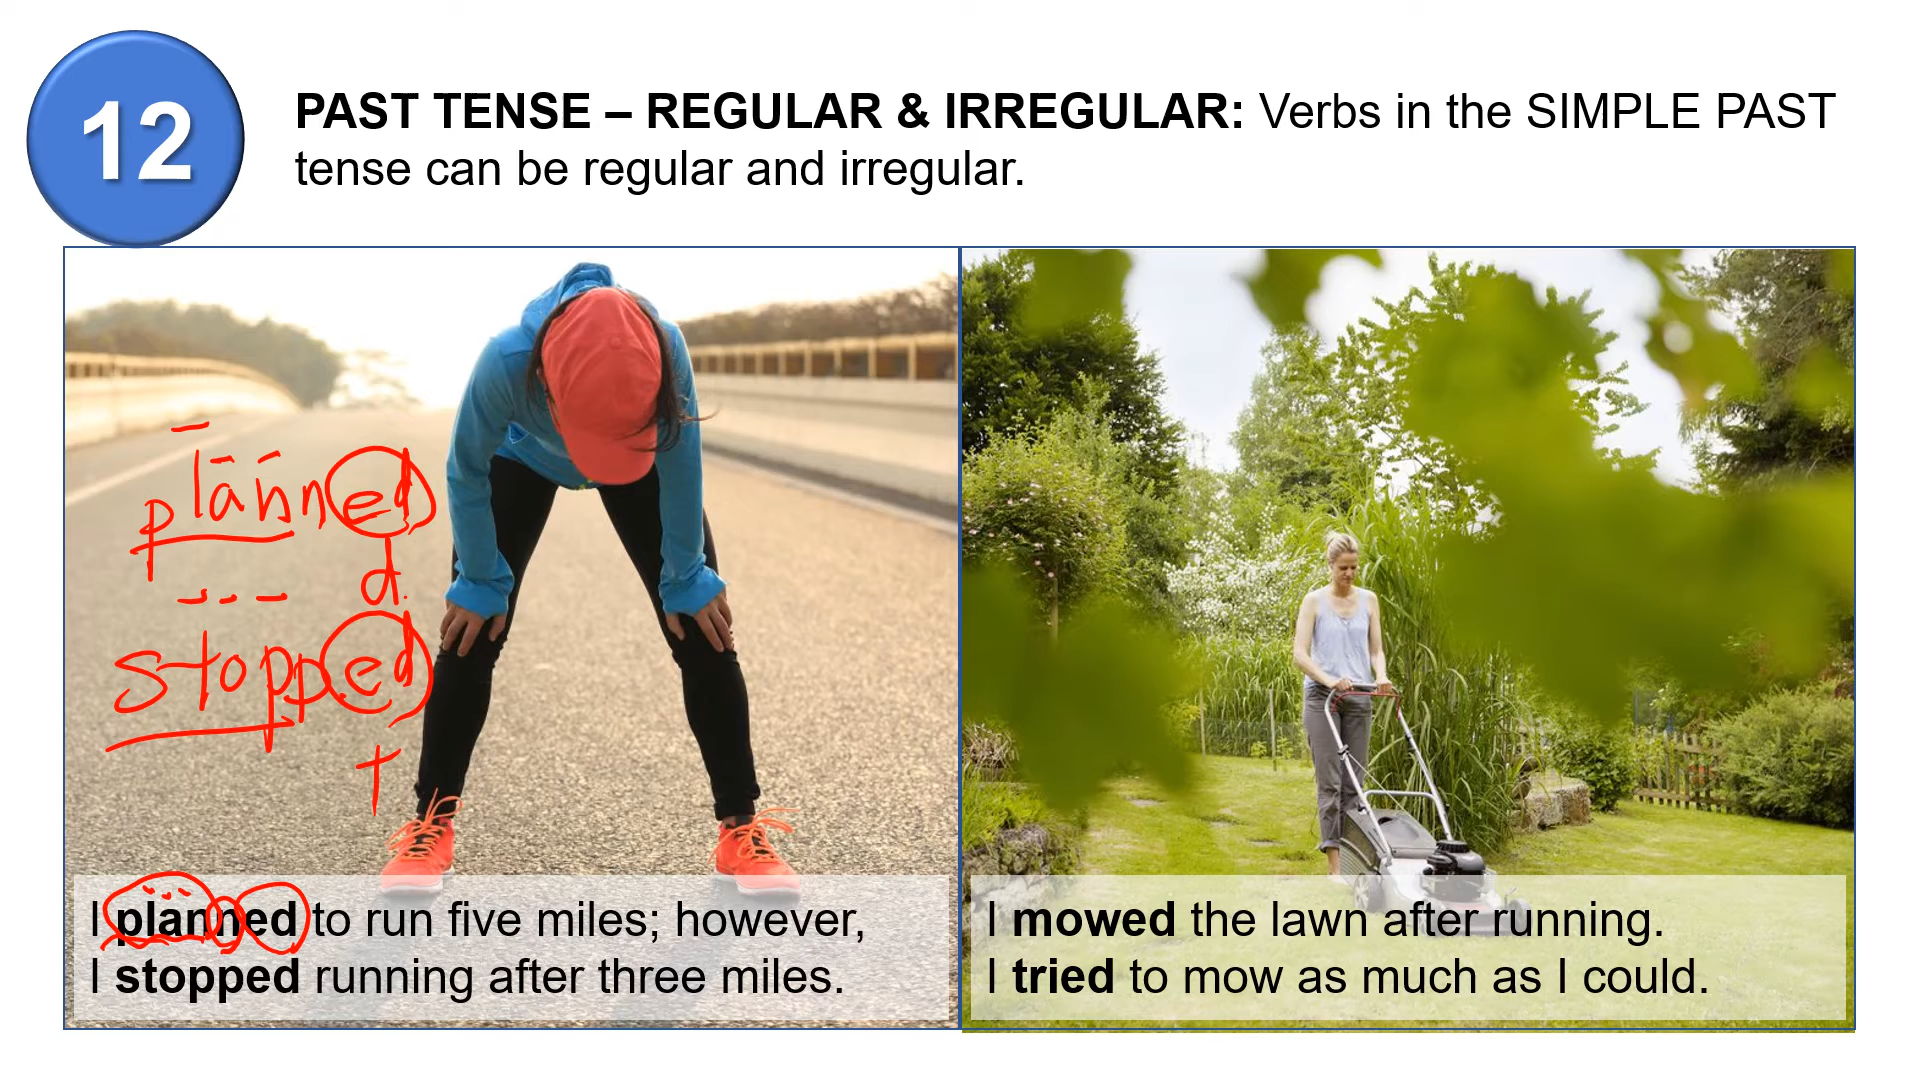 12
PAST TENSE – REGULAR & IRREGULAR: Verbs in the SIMPLE PAST
tense can be regular and irregular.
planned
d
stopped
t
I planned to run five miles; however,
I stopped running after three miles.
I mowed the lawn after running.
I tried to mow as much as I could.